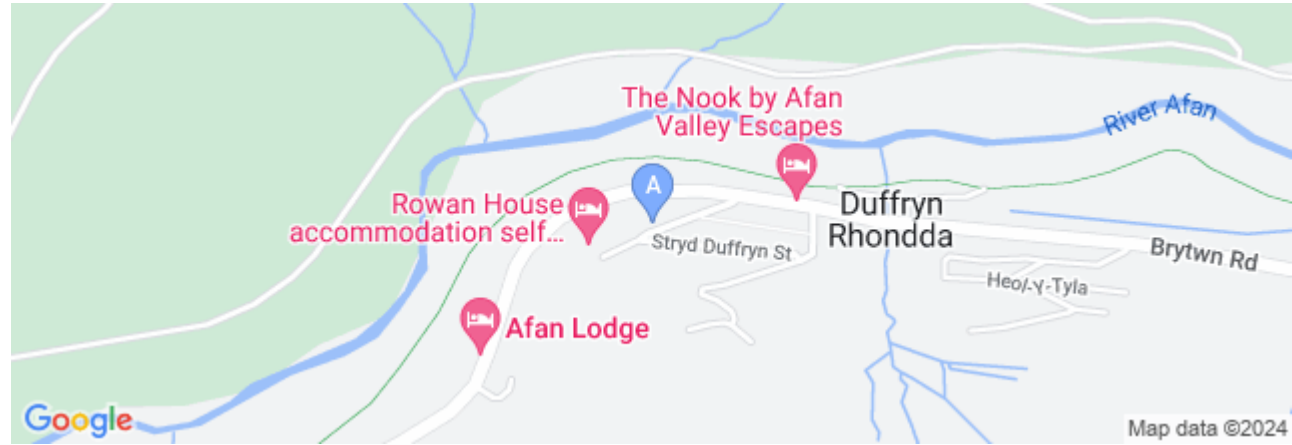 The Nook by Afan
Valley Escapes
River Afan
A
Rowan House
accommodation self...
Duffryn
Rhondda
Stryd Duffryn St
Brytwn Rd
Heol-Y-Tyla
Afan Lodge
Google
Map data ©2024